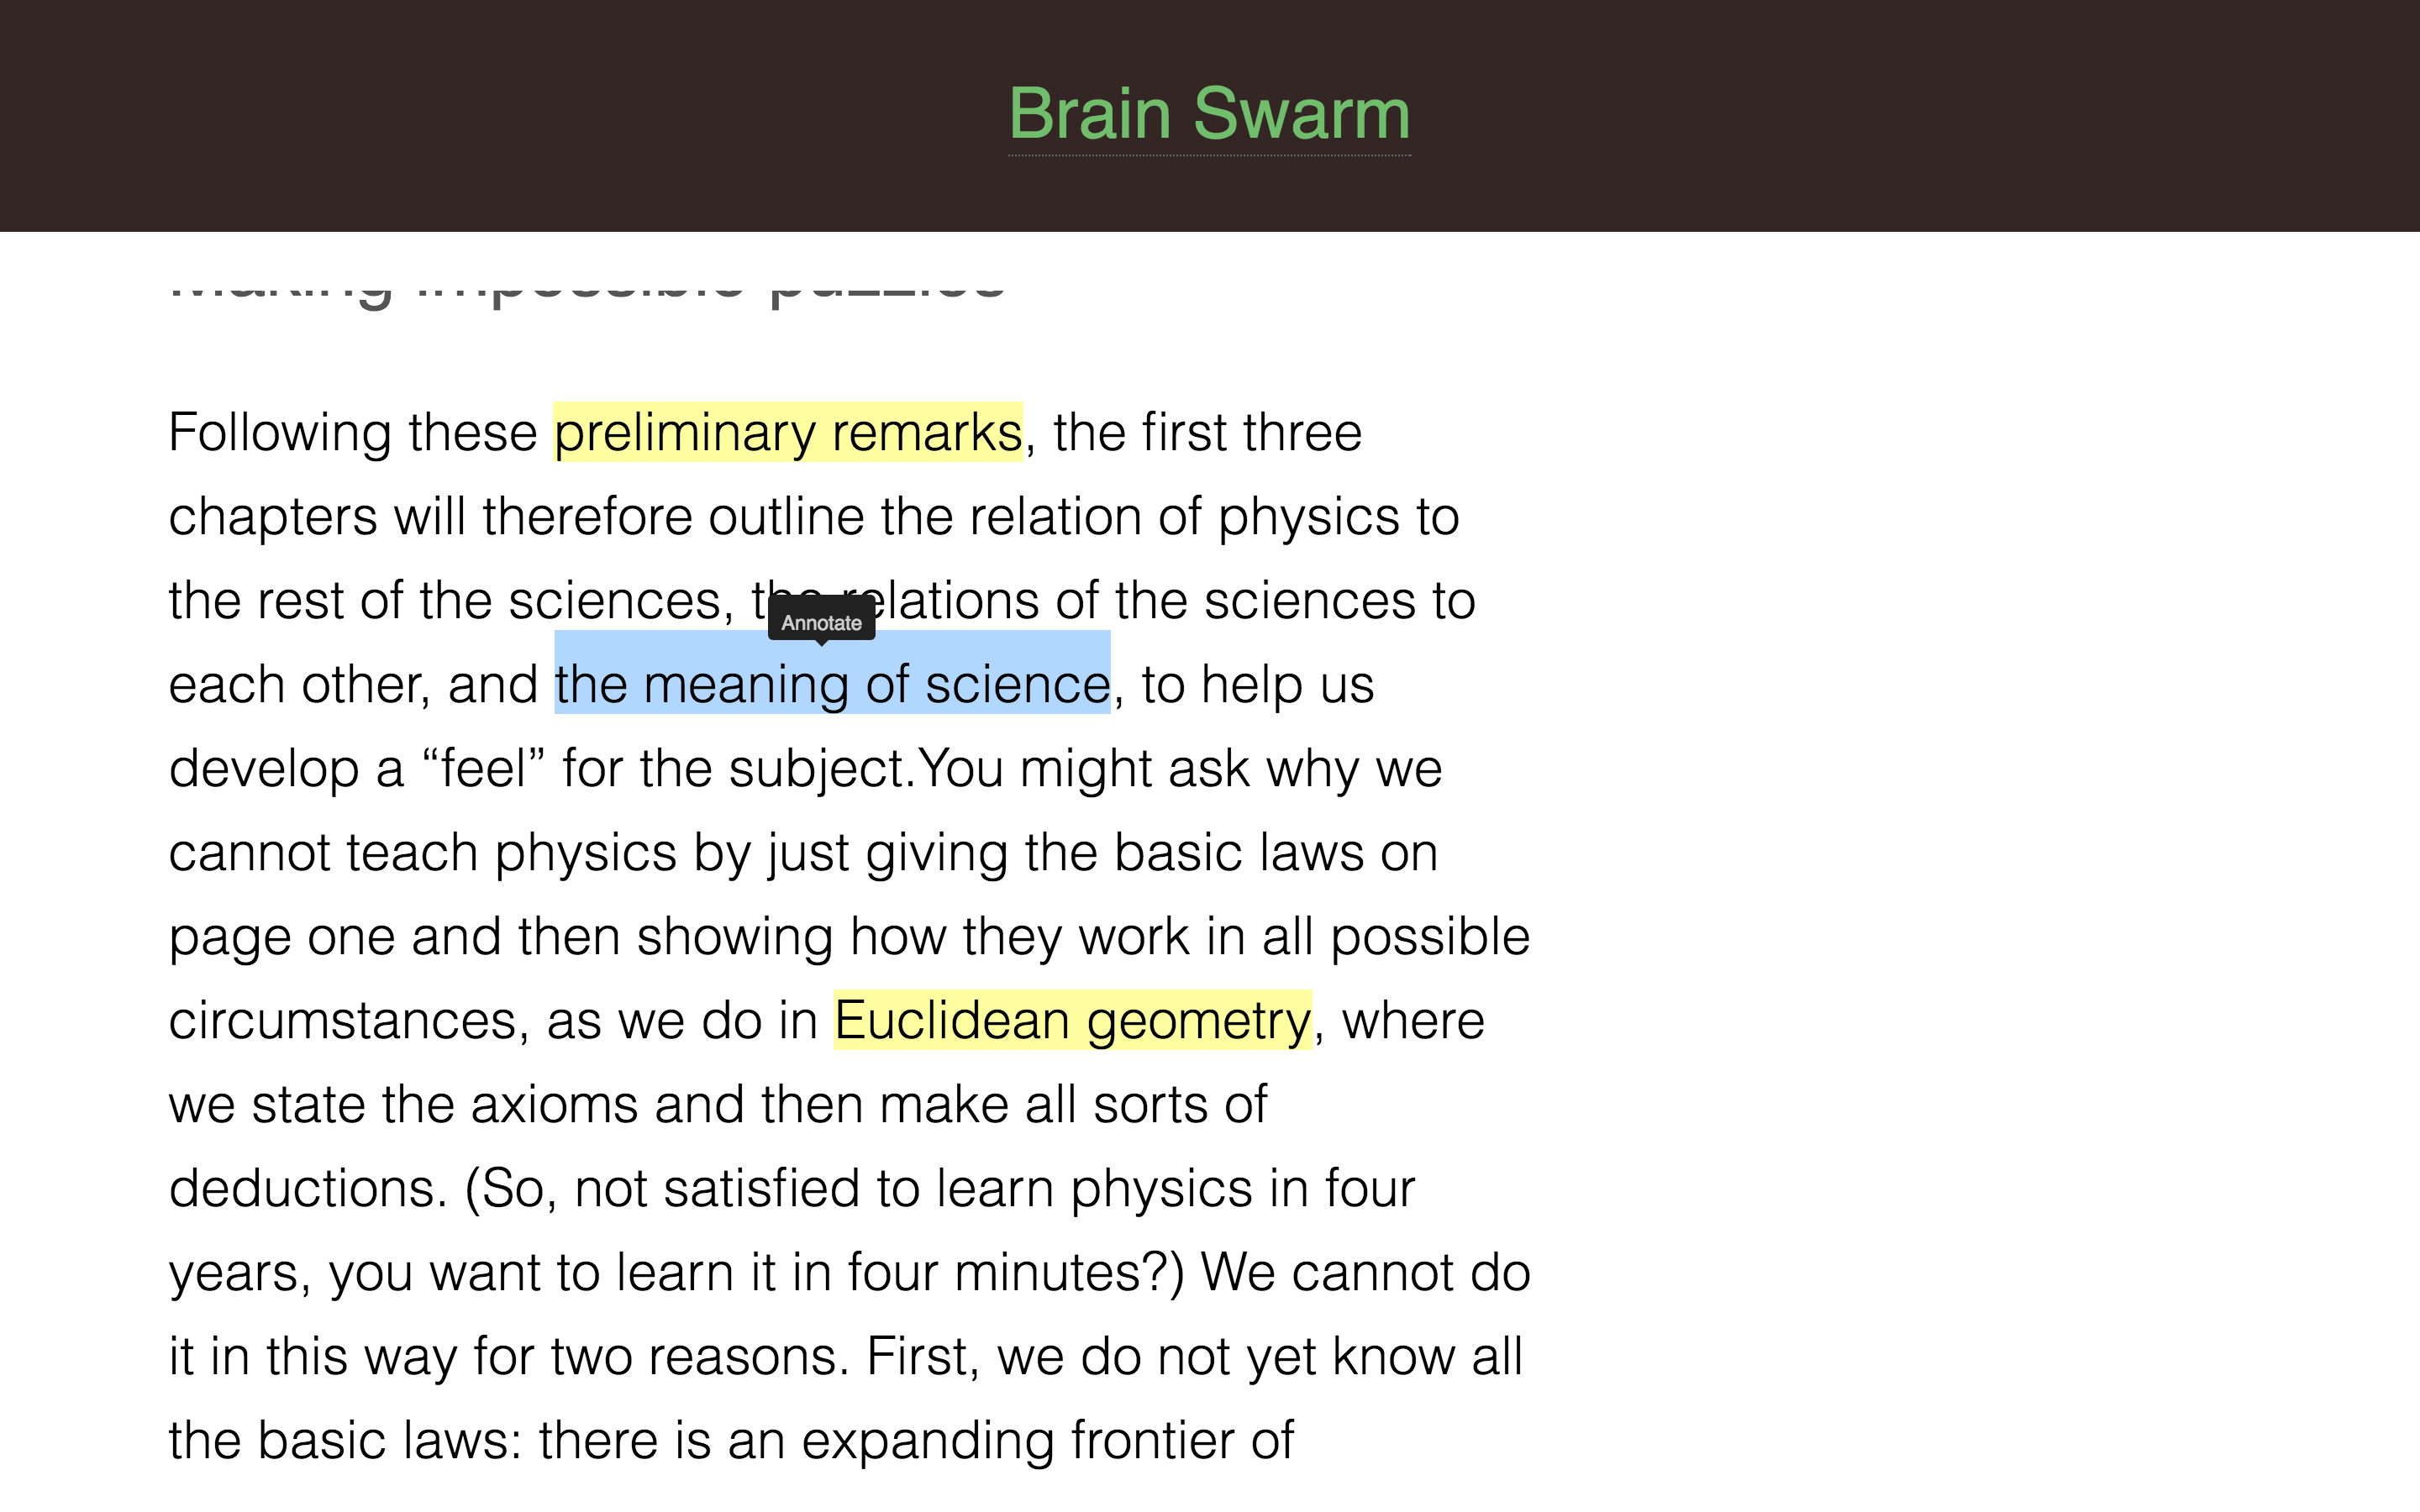 Brain Swarm
Making impossible puzzles
Following these preliminary remarks, the first three
chapters will therefore outline the relation of physics to
the rest of the sciences, the relations of the sciences to
Annotate
each other, and the meaning of science, to help us
develop a “feel” for the subject.You might ask why we
cannot teach physics by just giving the basic laws on
page one and then showing how they work in all possible
circumstances, as we do in Euclidean geometry, where
we state the axioms and then make all sorts of
deductions. (So, not satisfied to learn physics in four
years, you want to learn it in four minutes?) We cannot do
it in this way for two reasons. First, we do not yet know all
the basic laws: there is an expanding frontier of